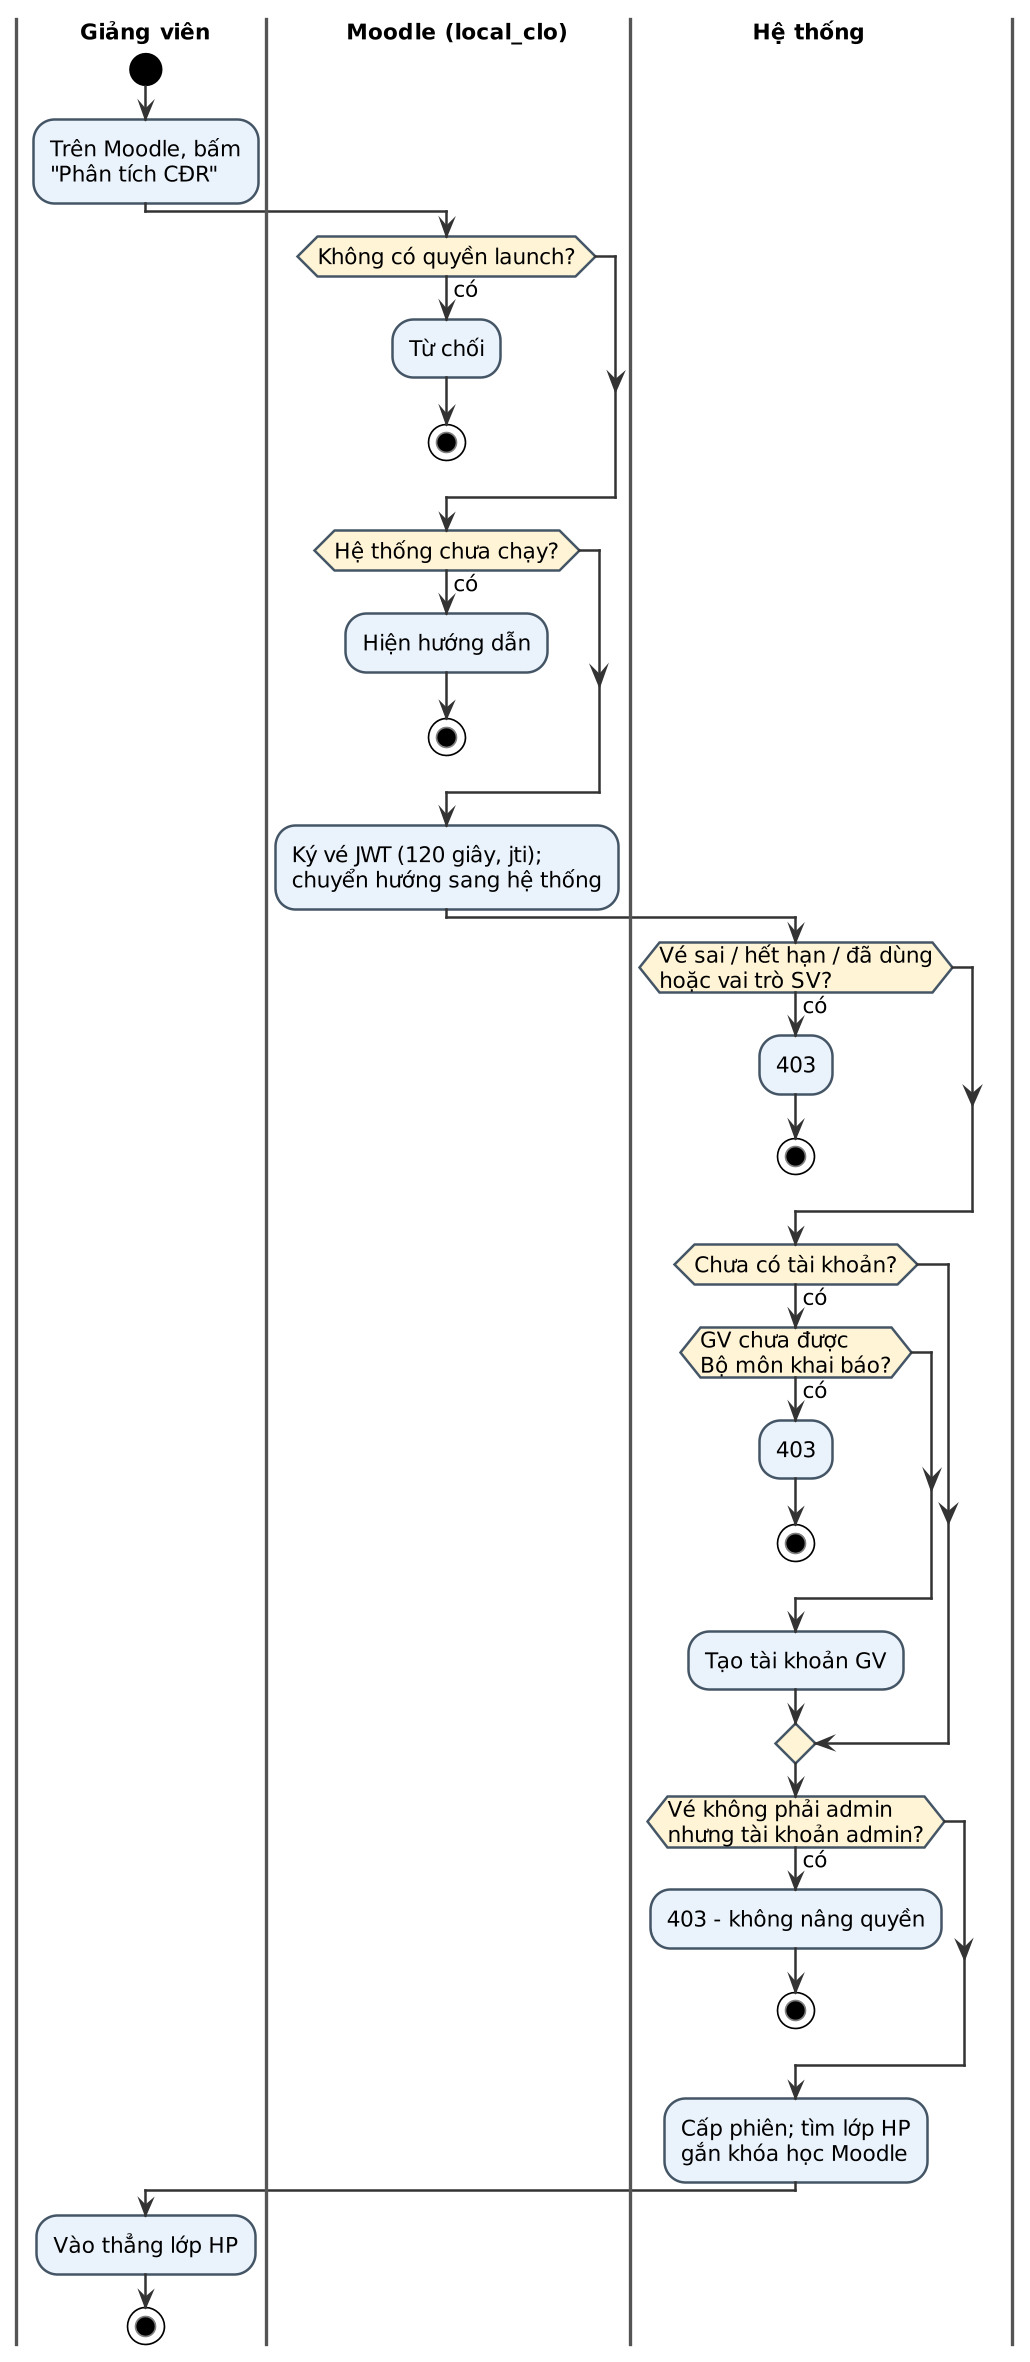 Giảng viên
Moodle (local_clo)
Hệ thống
Trên Moodle, bấm
"Phân tích CĐR"
Không có quyền launch?
có
Từ chối
Hệ thống chưa chạy?
có
Hiện hướng dẫn
Ký vé JWT (120 giây, jti);
chuyển hướng sang hệ thống
Vé sai / hết hạn / đã dùng
hoặc vai trò SV?
có
403
Chưa có tài khoản?
có
GV chưa được
Bộ môn khai báo?
có
403
Tạo tài khoản GV
Vé không phải admin
nhưng tài khoản admin?
có
403 - không nâng quyền
Cấp phiên; tìm lớp HP
gắn khóa học Moodle
Vào thẳng lớp HP